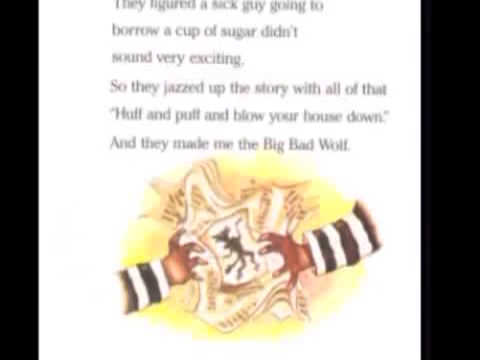 They figured a sick guy going to
borrow a cup of sugar didn't
sound very exciting.
So they jazzed up the story with all of that
"Huff and puff and blow your house down."
And they made me the Big Bad Wolf.